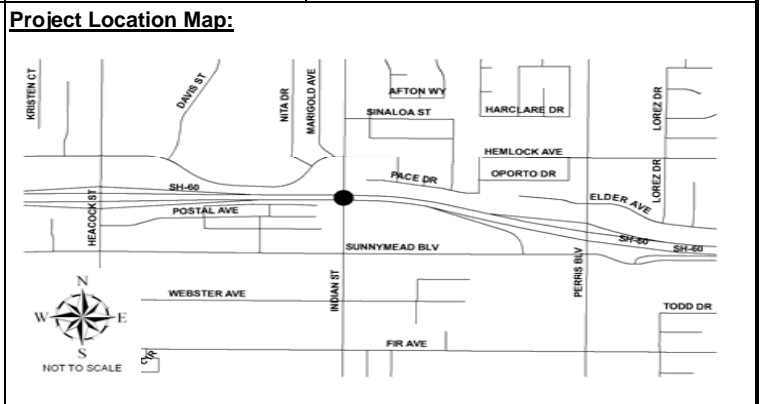 Project Location Map:
KRISTEN CT
DAVIS ST
NITA DR
MARIGOLD AVE
AFTON WY
SINALOA ST
HARCLARE DR
LOREZ DR
HEMLOCK AVE
PACE DR
OPORTO DR
LOREZ DR
SH-60
ELDER AVE
POSTAL AVE
HEACOCK ST
SH-60
SH-60
SUNNYMEAD BLV
PERRIS BLV
INDIAN ST
N
W
E
S
WEBSTER AVE
TODD DR
FIR AVE
NOT TO SCALE